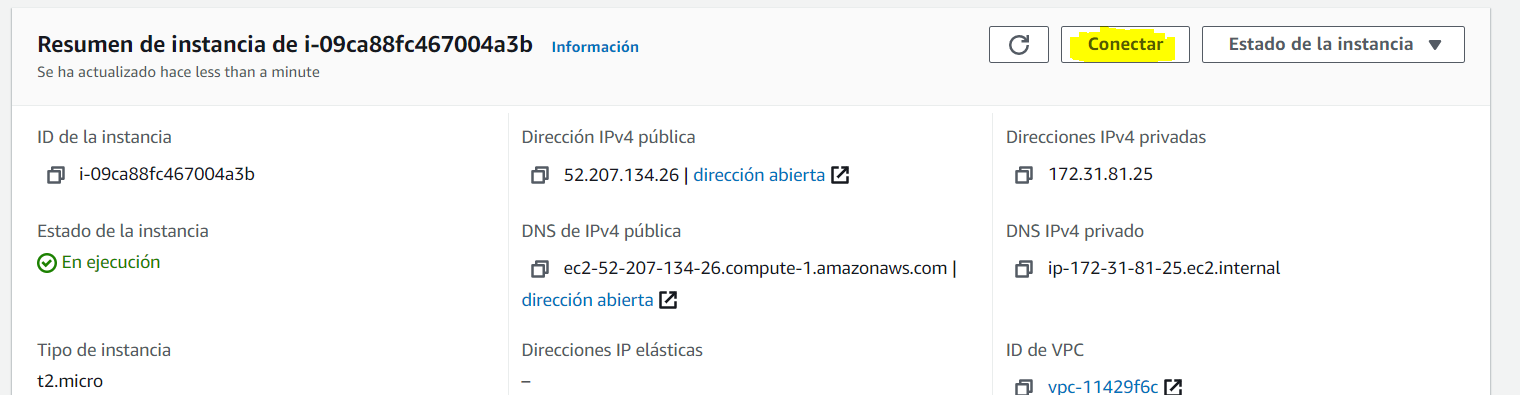 Resumen de instancia de i-09ca88fc467004a3b Información
Se ha actualizado hace less than a minute
Conectar
Estado de la instancia
ID de la instancia
i-09ca88fc467004a3b
Dirección IPv4 pública
52.207.134.26 | dirección abierta
Direcciones IPv4 privadas
172.31.81.25
Estado de la instancia
En ejecución
DNS de IPv4 pública
ec2-52-207-134-26.compute-1.amazonaws.com |
dirección abierta
DNS IPv4 privado
ip-172-31-81-25.ec2.internal
Tipo de instancia
t2.micro
Direcciones IP elásticas
–
ID de VPC
vpc-11429f6c